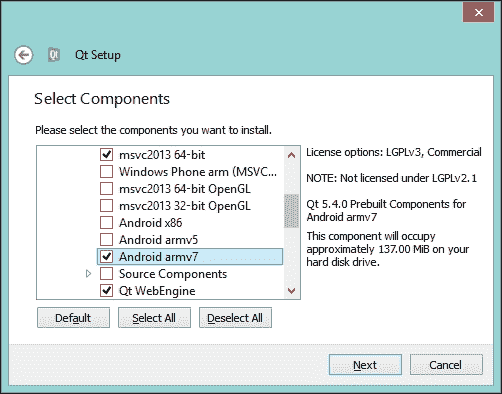 Qt Setup
Select Components
Please select the components you want to install.
msvc2013 64-bit
Windows Phone arm (MSVC...
msvc2013 64-bit OpenGL
msvc2013 32-bit OpenGL
Android x86
Android armv5
Android armv7
Source Components
Qt WebEngine
License options: LGPLv3, Commercial
NOTE: Not licensed under LGPLv2.1
Qt 5.4.0 Prebuilt Components for
Android armv7
This component will occupy
approximately 137.00 MiB on your
hard disk drive.
Default
Select All
Deselect All
Next
Cancel